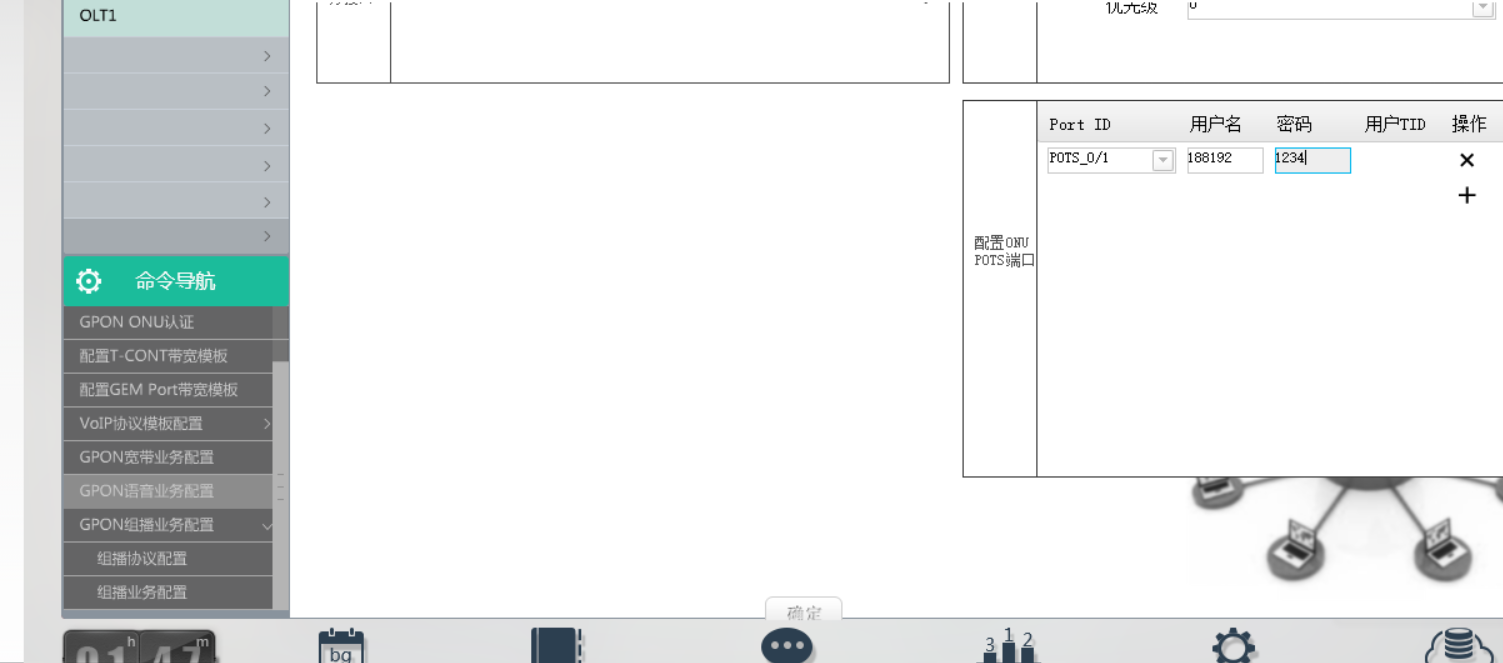 OLT1
优先级 0
Port ID 用户名 密码 用户TID 操作
POTS_0/1 188192 1234
配置ONU
POTS端口
命令导航
GPON ONU认证
配置T-CONT带宽模板
配置GEM Port带宽模板
VoIP协议模板配置
GPON宽带业务配置
GPON语音业务配置
GPON组播业务配置
组播协议配置
组播业务配置
确定
01 h 47 m
bg
3 1 2